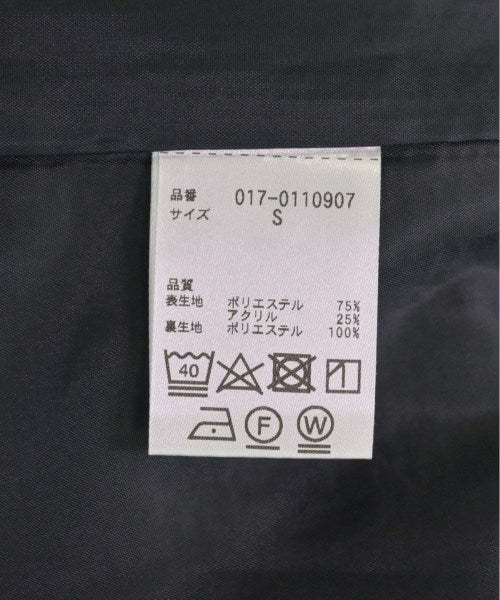 品番 017-0110907
サイズ S
品質
表生地 ポリエステル 75%
アクリル 25%
裏生地 ポリエステル 100%
40
F W